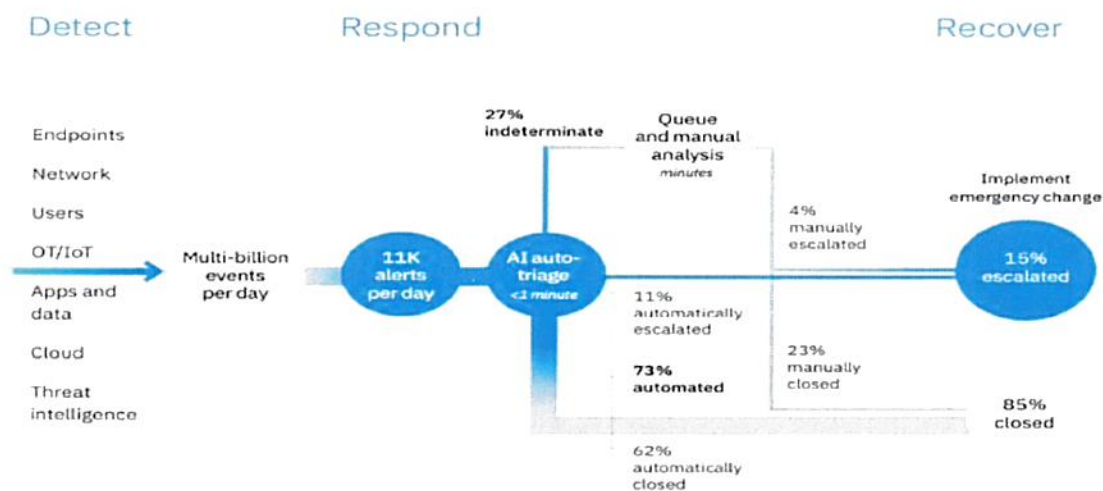 Detect
Respond
Recover
Endpoints
Network
Users
OT/IoT
Apps and
data
Cloud
Threat
intelligence
Multi-billion
events
per day
11K
alerts
per day
AI auto-
triage
<1 minute
27%
indeterminate
Queue
and manual
analysis
minutes
4%
manually
escalated
11%
automatically
escalated
73%
automated
62%
automatically
closed
23%
manually
closed
Implement
emergency change
15%
escalated
85%
closed